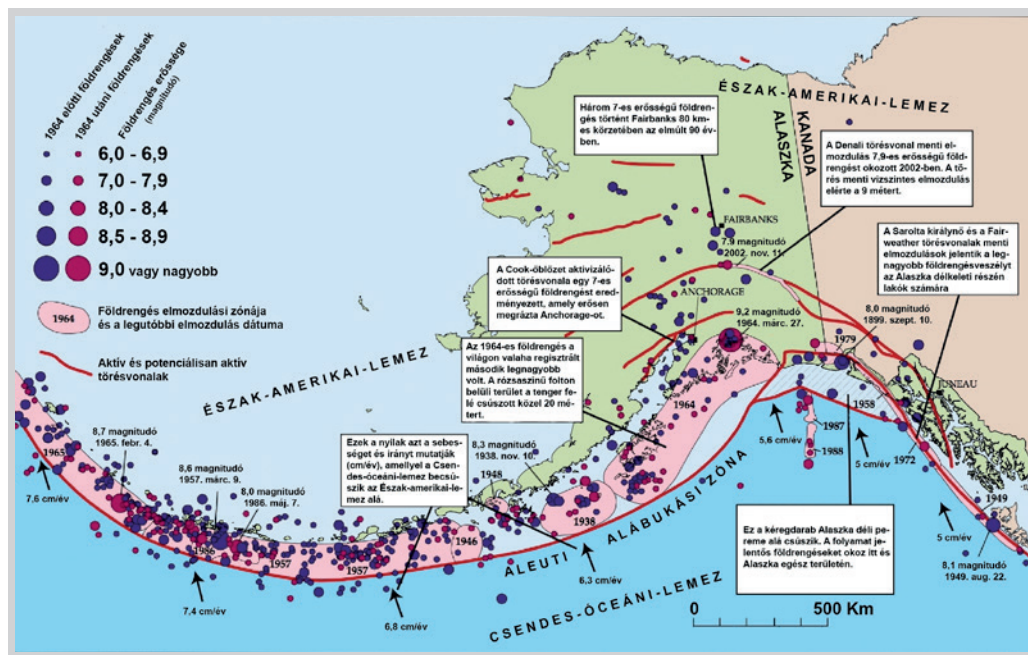 1964 előtti földrengések
1964 utáni földrengések
Földrengés erőssége
(magnitudó)
6,0 - 6,9
7,0 - 7,9
8,0 - 8,4
8,5 - 8,9
9,0 vagy nagyobb
1964
Földrengés elmozdulási zónája
és a legutóbbi elmozdulás dátuma
Aktív és potenciálisan aktív
törésvonalak
ÉSZAK-AMERIKAI-LEMEZ
ALASZKA
KANADA
Három 7-es erősségű földren-
gés történt Fairbanks 80 km-
es körzetében az elmúlt 90 év-
ben.
A Denali törésvonal menti el-
mozdulás 7,9-es erősségű föld-
rengést okozott 2002-ben. A tö-
rés menti vízszintes elmozdulás
elérte a 9 métert.
FAIRBANKS
7.9 magnitudó
2002. nov. 11.
A Sarolta királynő és a Fair-
weather törésvonalak menti
elmozdulások jelentik a leg-
nagyobb földrengésveszélyt
az Alaszka délkeleti részén
lakók számára
A Cook-öblözet aktivizáló-
dott törésvonala egy 7-es
erősségű földrengést ered-
ményezett, amely erősen
megrázta Anchorage-ot.
ANCHORAGE
9,2 magnitudó
1964. márc. 27.
8,0 magnitudó
1899. szept. 10.
1979
Az 1964-es földrengés a
világon valaha regisztrált
második legnagyobb
volt. A rózsaszínű folton
belüli terület a tenger fe-
lé csúszott közel 20 mé-
tert.
ÉSZAK-AMERIKAI-LEMEZ
1964
JUNEAU
1958
1987
1988
1972
5,6 cm/év
5 cm/év
Ezek a nyilak azt a sebes-
séget és irányt mutatják
(cm/év), amellyel a Csen-
des-óceáni-lemez becsú-
szik az Észak-amerikai-le-
mez alá.
8,3 magnitudó
1938. nov. 10.
1948
8,7 magnitudó
1965. febr. 4.
1965
7,6 cm/év
8,6 magnitudó
1957. márc. 9.
8,0 magnitudó
1986. máj. 7.
1986
1957
1957
1946
1938
ALEUTI ALÁBUKÁSI ZÓNA
7,4 cm/év
6,8 cm/év
6,3 cm/év
CSENDES-ÓCEÁNI-LEMEZ
Ez a kéregdarab Alaszka déli pe-
reme alá csúszik. A folyamat je-
lentős földrengéseket okoz itt és
Alaszka egész területén.
1949
5 cm/év
8,1 magnitudó
1949. aug. 22.
0 500 Km